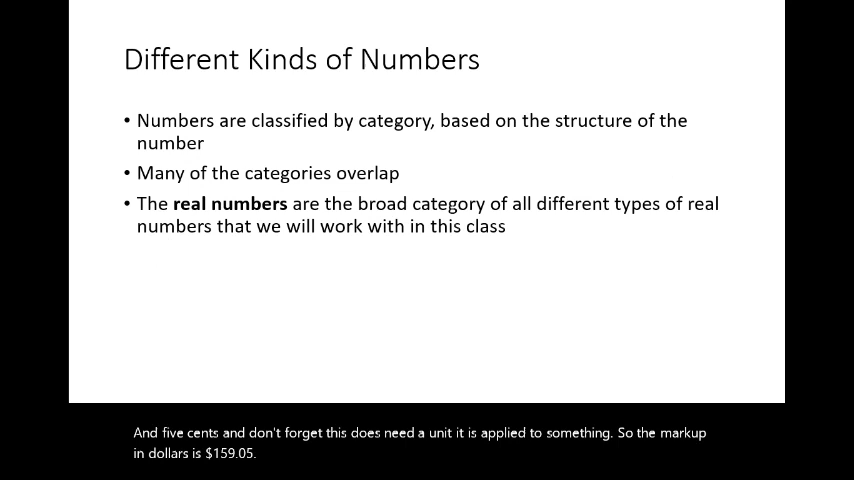 Different Kinds of Numbers
• Numbers are classified by category, based on the structure of the
number
• Many of the categories overlap
• The real numbers are the broad category of all different types of real
numbers that we will work with in this class
And five cents and don't forget this does need a unit it is applied to something. So the markup
in dollars is $159.05.